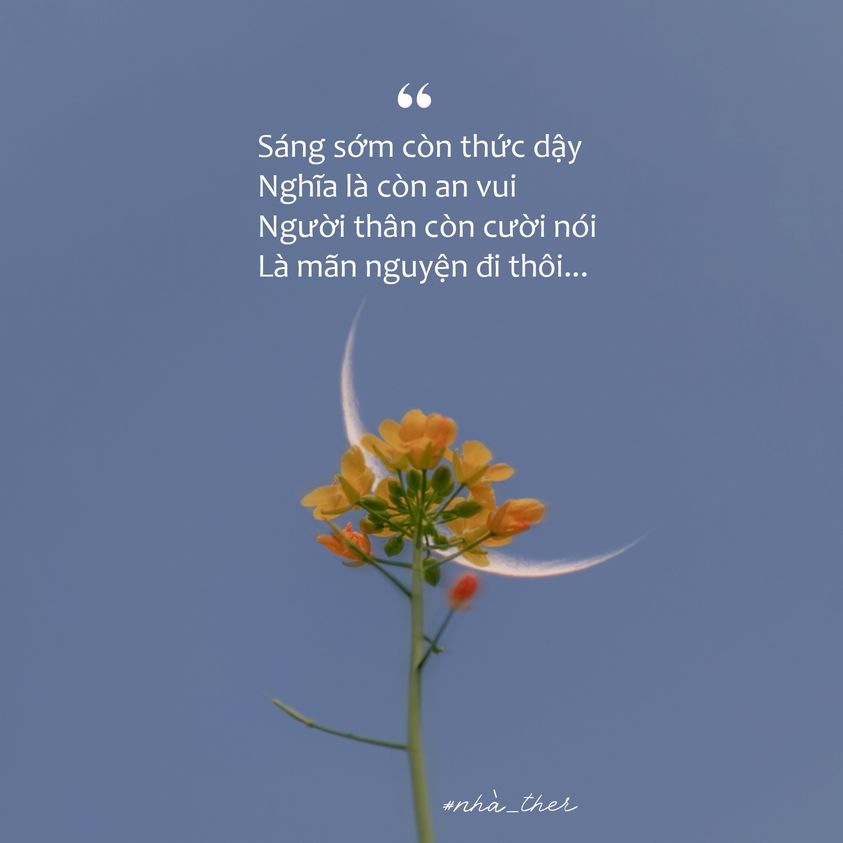 “
Sáng sớm còn thức dậy
Nghĩa là còn an vui
Người thân còn cười nói
Là mãn nguyện đi thôi...
#nhà_ther